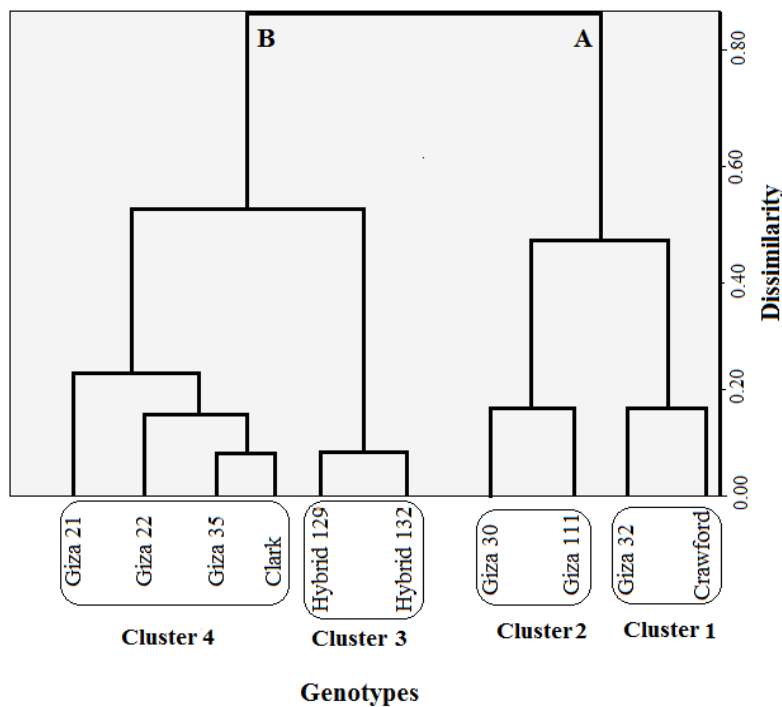 B
A
0.80
0.60
0.40
0.20
0.00
Dissimilarity
Giza 21
Giza 22
Giza 35
Clark
Hybrid 129
Hybrid 132
Giza 30
Giza 111
Giza 32
Crawford
Cluster 4
Cluster 3
Cluster 2
Cluster 1
Genotypes